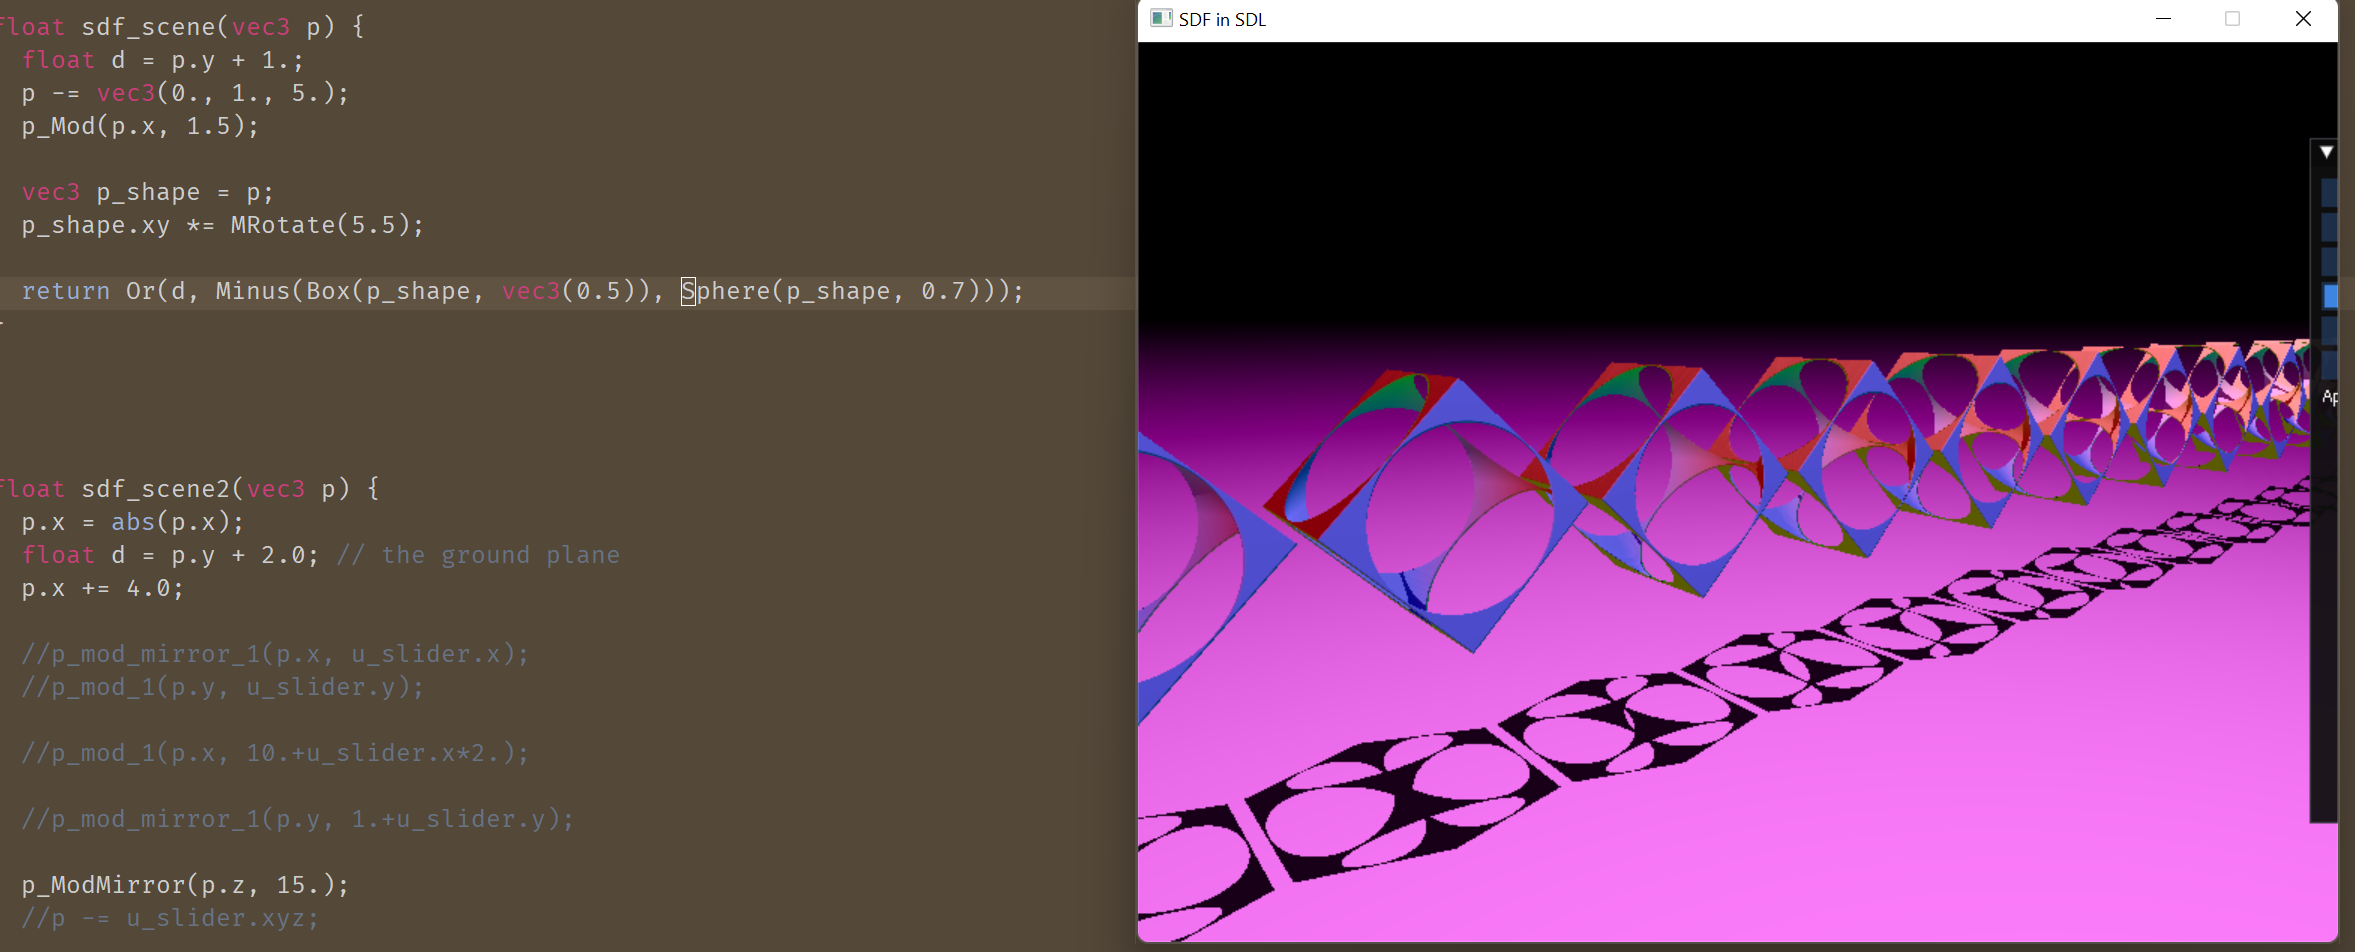 float sdf_scene(vec3 p) {
float d = p.y + 1.;
p -= vec3(0., 1., 5.);
p_Mod(p.x, 1.5);
vec3 p_shape = p;
p_shape.xy *= MRotate(5.5);
return Or(d, Minus(Box(p_shape, vec3(0.5)), Sphere(p_shape, 0.7)));
float sdf_scene2(vec3 p) {
p.x = abs(p.x);
float d = p.y + 2.0; // the ground plane
p.x += 4.0;
//p_mod_mirror_1(p.x, u_slider.x);
//p_mod_1(p.y, u_slider.y);
//p_mod_1(p.x, 10.+u_slider.x*2.);
//p_mod_mirror_1(p.y, 1.+u_slider.y);
p_ModMirror(p.z, 15.);
//p -= u_slider.xyz;
SDF in SDL